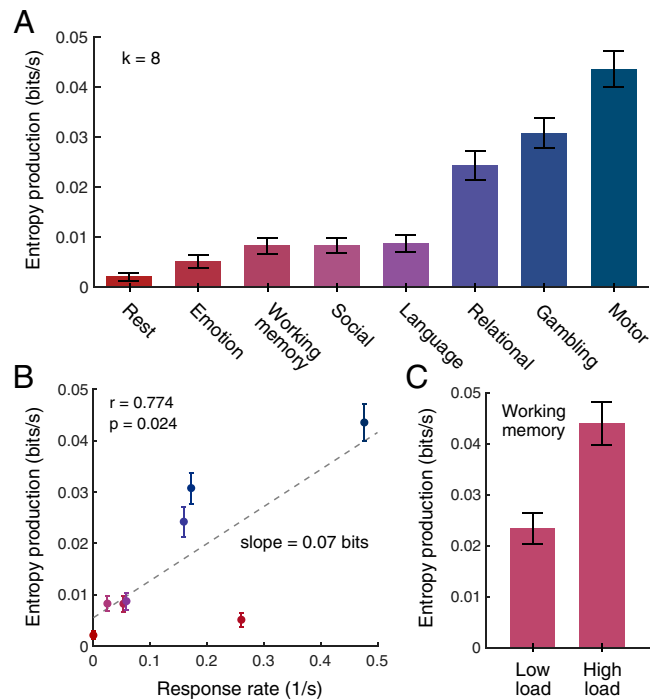 A
Entropy production (bits/s)
0.05
0.04
0.03
0.02
0.01
0
k = 8
Rest
Emotion
Working
memory
Social
Language
Relational
Gambling
Motor
B
Entropy production (bits/s)
0.05
0.04
0.03
0.02
0.01
0
r = 0.774
p = 0.024
slope = 0.07 bits
0
0.1
0.2
0.3
0.4
0.5
Response rate (1/s)
C
Entropy production (bits/s)
0.05
0.04
0.03
0.02
0.01
0
Working
memory
Low
load
High
load